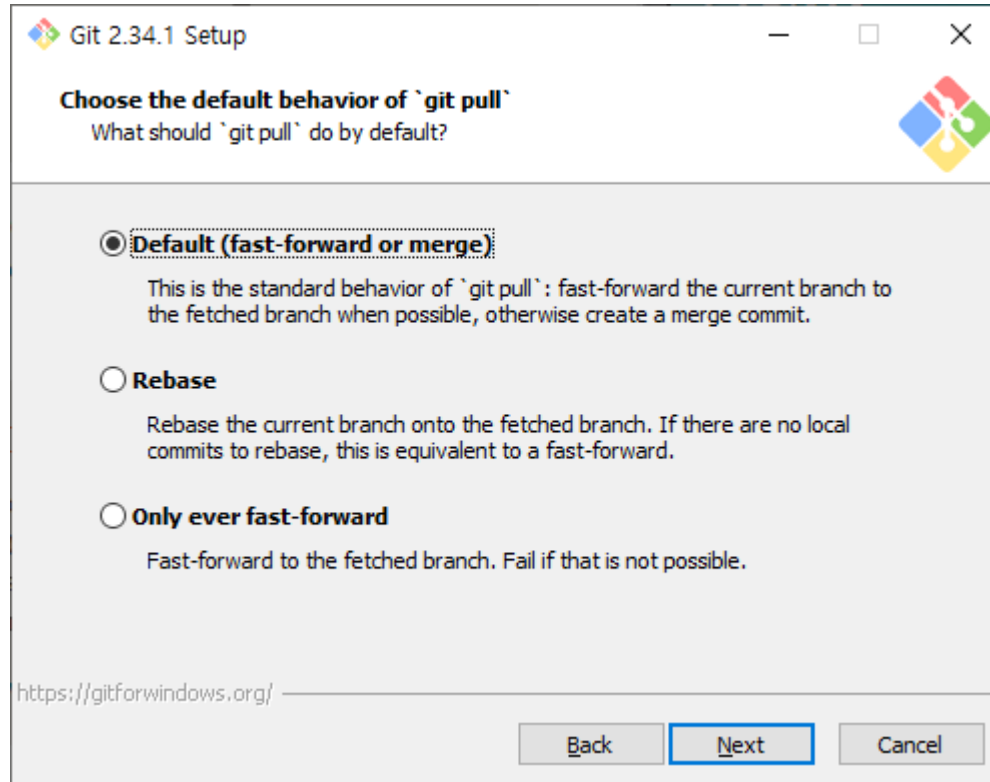 Git 2.34.1 Setup
Choose the default behavior of `git pull`
What should `git pull` do by default?
Default (fast-forward or merge)
This is the standard behavior of `git pull`: fast-forward the current branch to
the fetched branch when possible, otherwise create a merge commit.
Rebase
Rebase the current branch onto the fetched branch. If there are no local
commits to rebase, this is equivalent to a fast-forward.
Only ever fast-forward
Fast-forward to the fetched branch. Fail if that is not possible.
https://gitforwindows.org/
Back Next Cancel